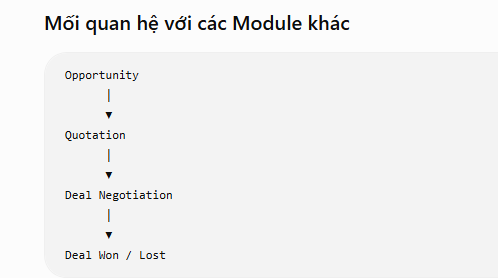 Mối quan hệ với các Module khác
Opportunity
│
▼
Quotation
│
▼
Deal Negotiation
│
▼
Deal Won / Lost